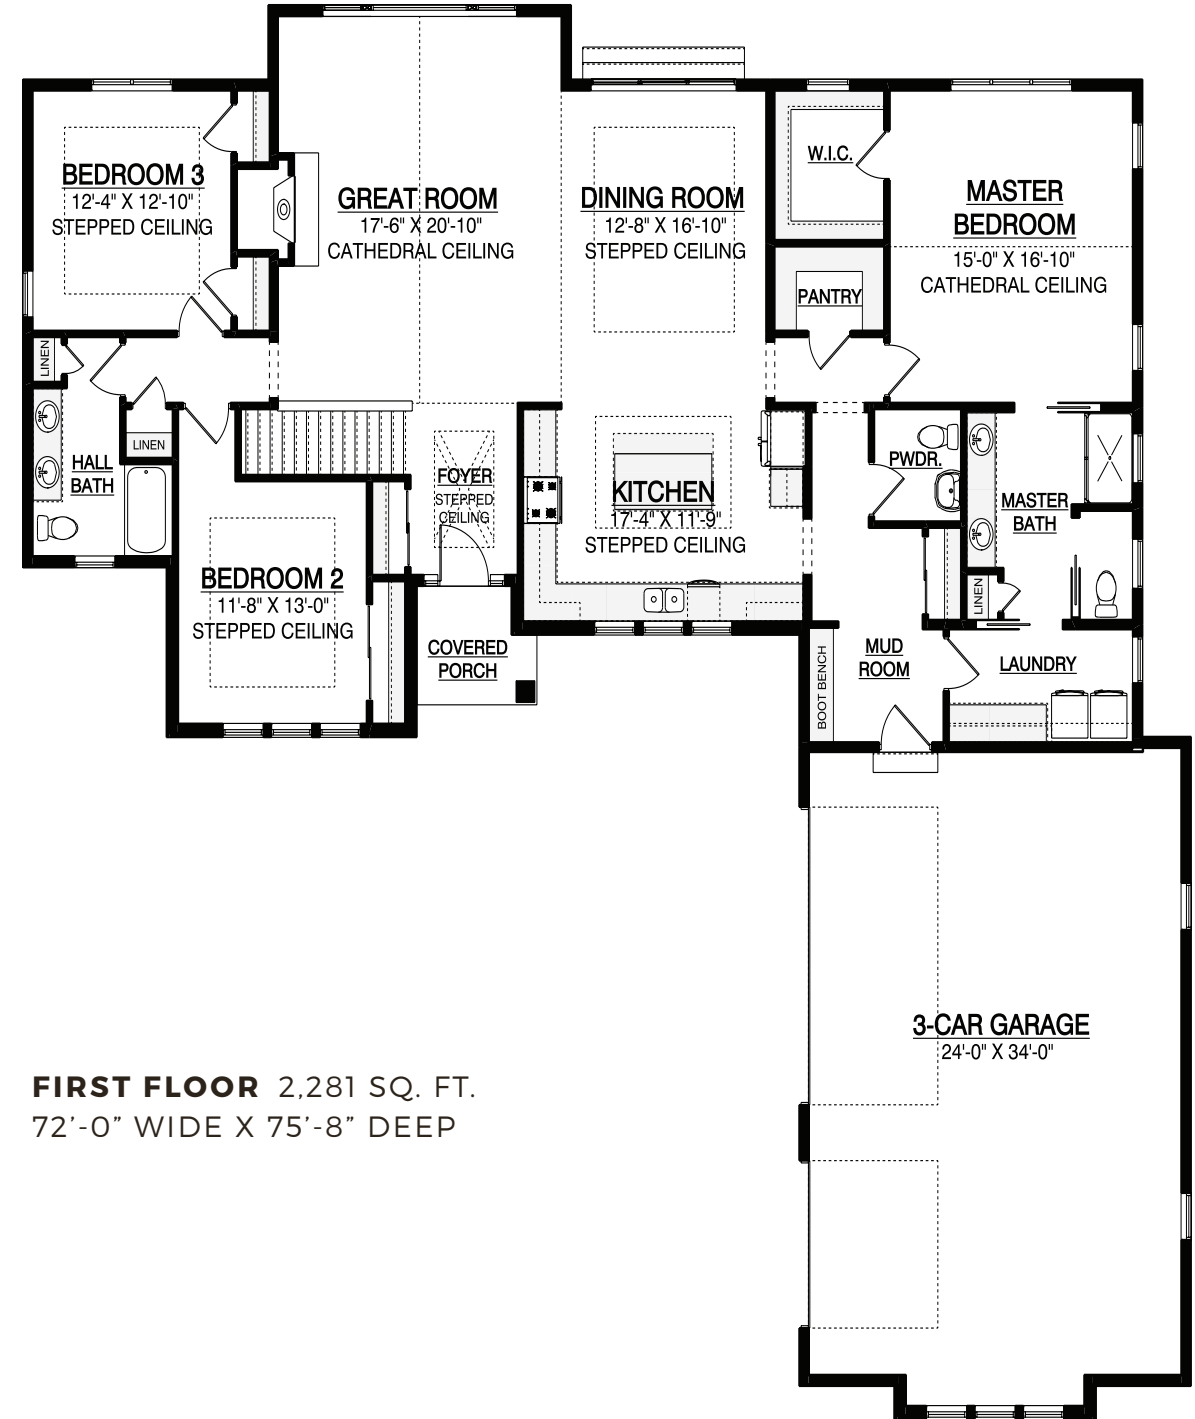 BEDROOM 3
12'-4" X 12'-10"
STEPPED CEILING
GREAT ROOM
17'-6" X 20'-10"
CATHEDRAL CEILING
DINING ROOM
12'-8" X 16'-10"
STEPPED CEILING
W.I.C.
MASTER
BEDROOM
15'-0" X 16'-10"
CATHEDRAL CEILING
PANTRY
LINEN
LINEN
HALL
BATH
FOYER
STEPPED
CEILING
KITCHEN
17'-4" X 11'-9"
STEPPED CEILING
PWDR.
MASTER
BATH
LINEN
BEDROOM 2
11'-8" X 13'-0"
STEPPED CEILING
COVERED
PORCH
BOOT BENCH
MUD
ROOM
LAUNDRY
3-CAR GARAGE
24'-0" X 34'-0"
FIRST FLOOR 2,281 SQ. FT.
72’-0” WIDE X 75’-8” DEEP